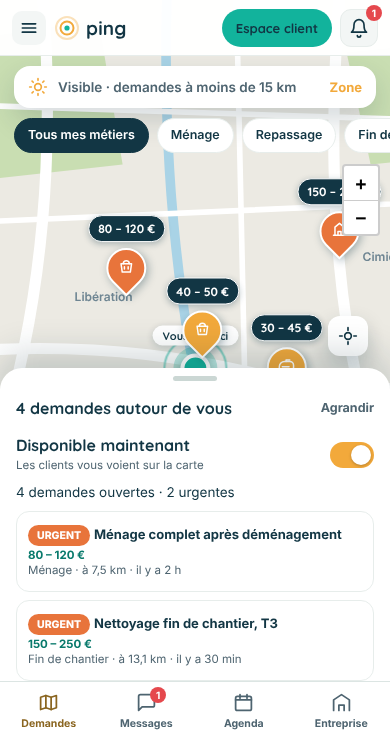 ping
Espace client
1
Visible · demandes à moins de 15 km
Zone
Tous mes métiers
Ménage
Repassage
Fin de
+
−
150 – 2
80 – 120 €
Libération
40 – 50 €
30 – 45 €
4 demandes autour de vous
Agrandir
Disponible maintenant
Les clients vous voient sur la carte
4 demandes ouvertes · 2 urgentes
URGENT Ménage complet après déménagement
80 – 120 €
Ménage · à 7,5 km · il y a 2 h
URGENT Nettoyage fin de chantier, T3
150 – 250 €
Fin de chantier · à 13,1 km · il y a 30 min
1
Demandes
Messages
Agenda
Entreprise